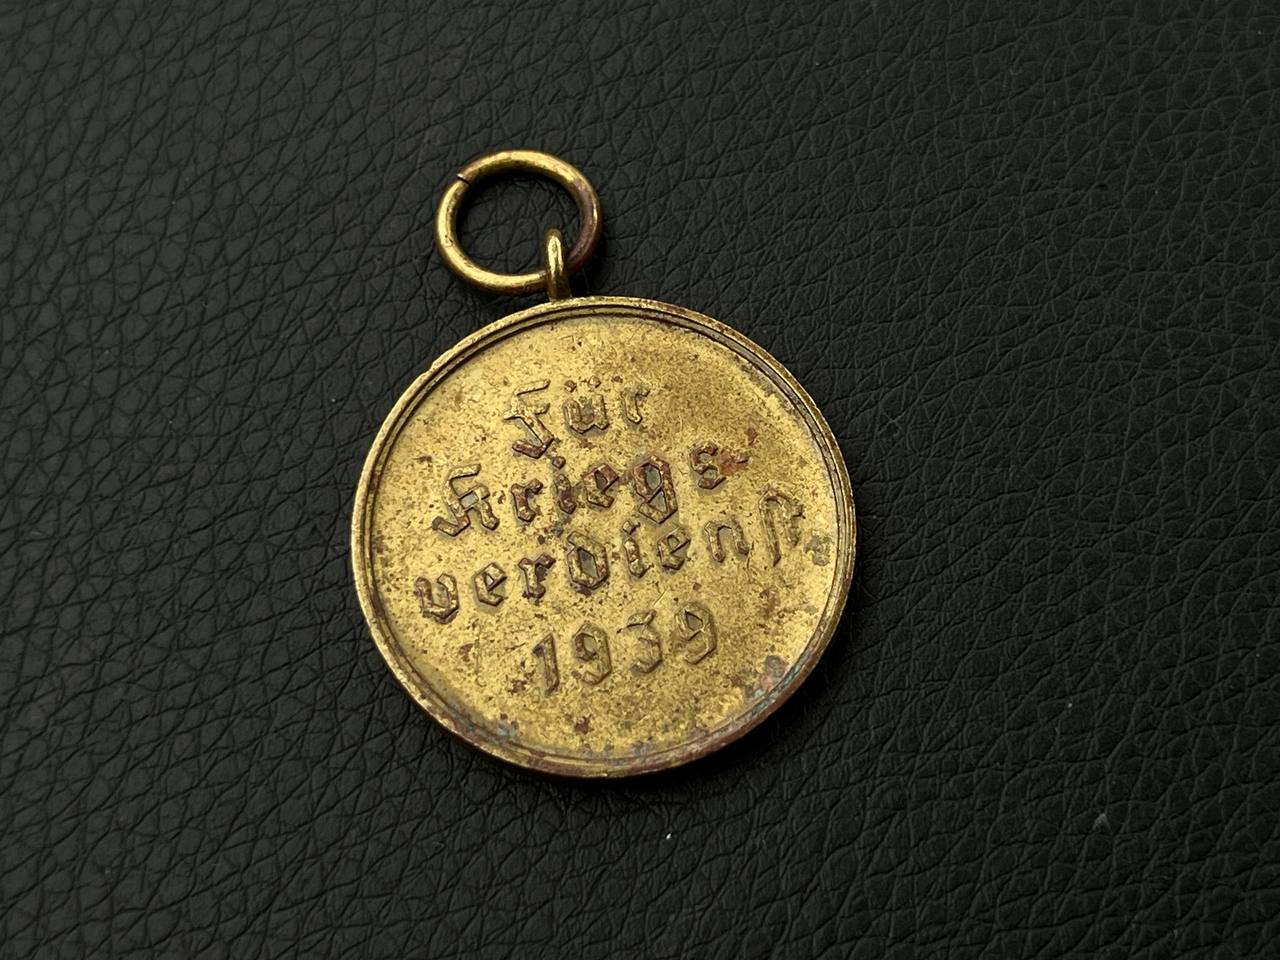 Für
Kriegs-
verdienst
1939